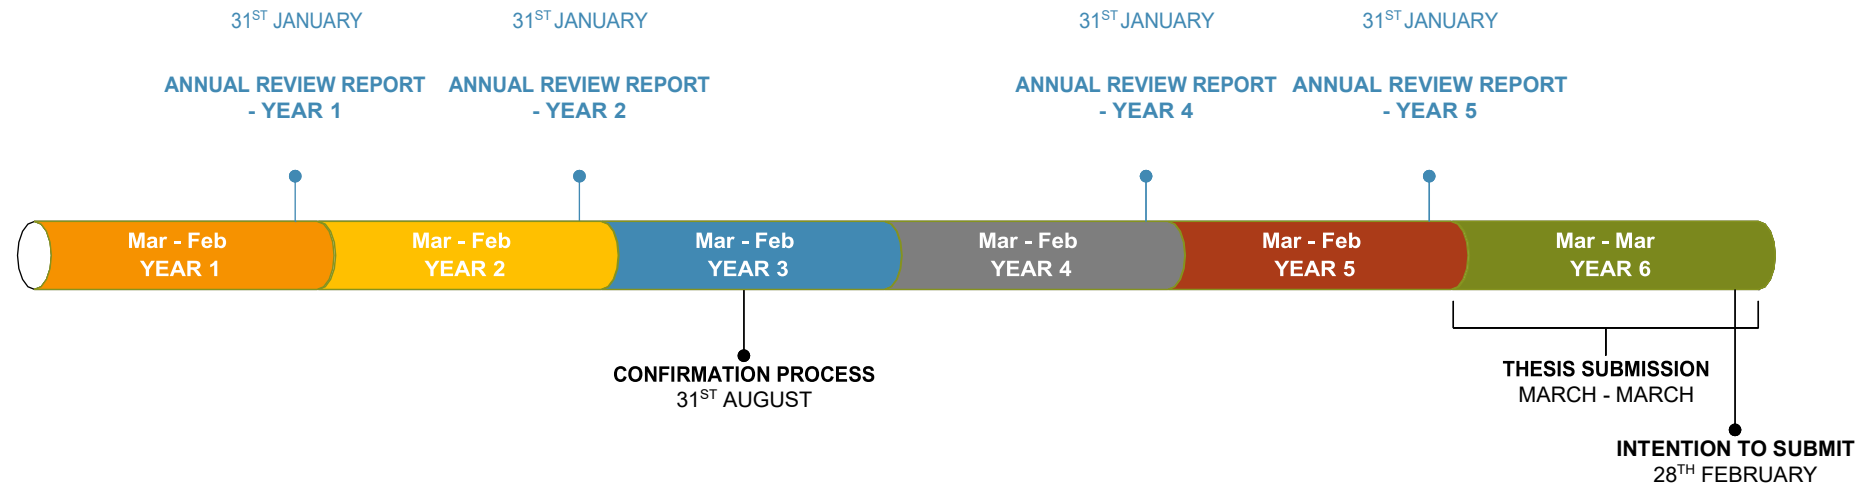 31ST JANUARY
31ST JANUARY
31ST JANUARY
31ST JANUARY
ANNUAL REVIEW REPORT
- YEAR 1
ANNUAL REVIEW REPORT
- YEAR 2
ANNUAL REVIEW REPORT
- YEAR 4
ANNUAL REVIEW REPORT
- YEAR 5
Mar - Feb
YEAR 1
Mar - Feb
YEAR 2
Mar - Feb
YEAR 3
Mar - Feb
YEAR 4
Mar - Feb
YEAR 5
Mar - Mar
YEAR 6
CONFIRMATION PROCESS
31ST AUGUST
THESIS SUBMISSION
MARCH - MARCH
INTENTION TO SUBMIT
28TH FEBRUARY